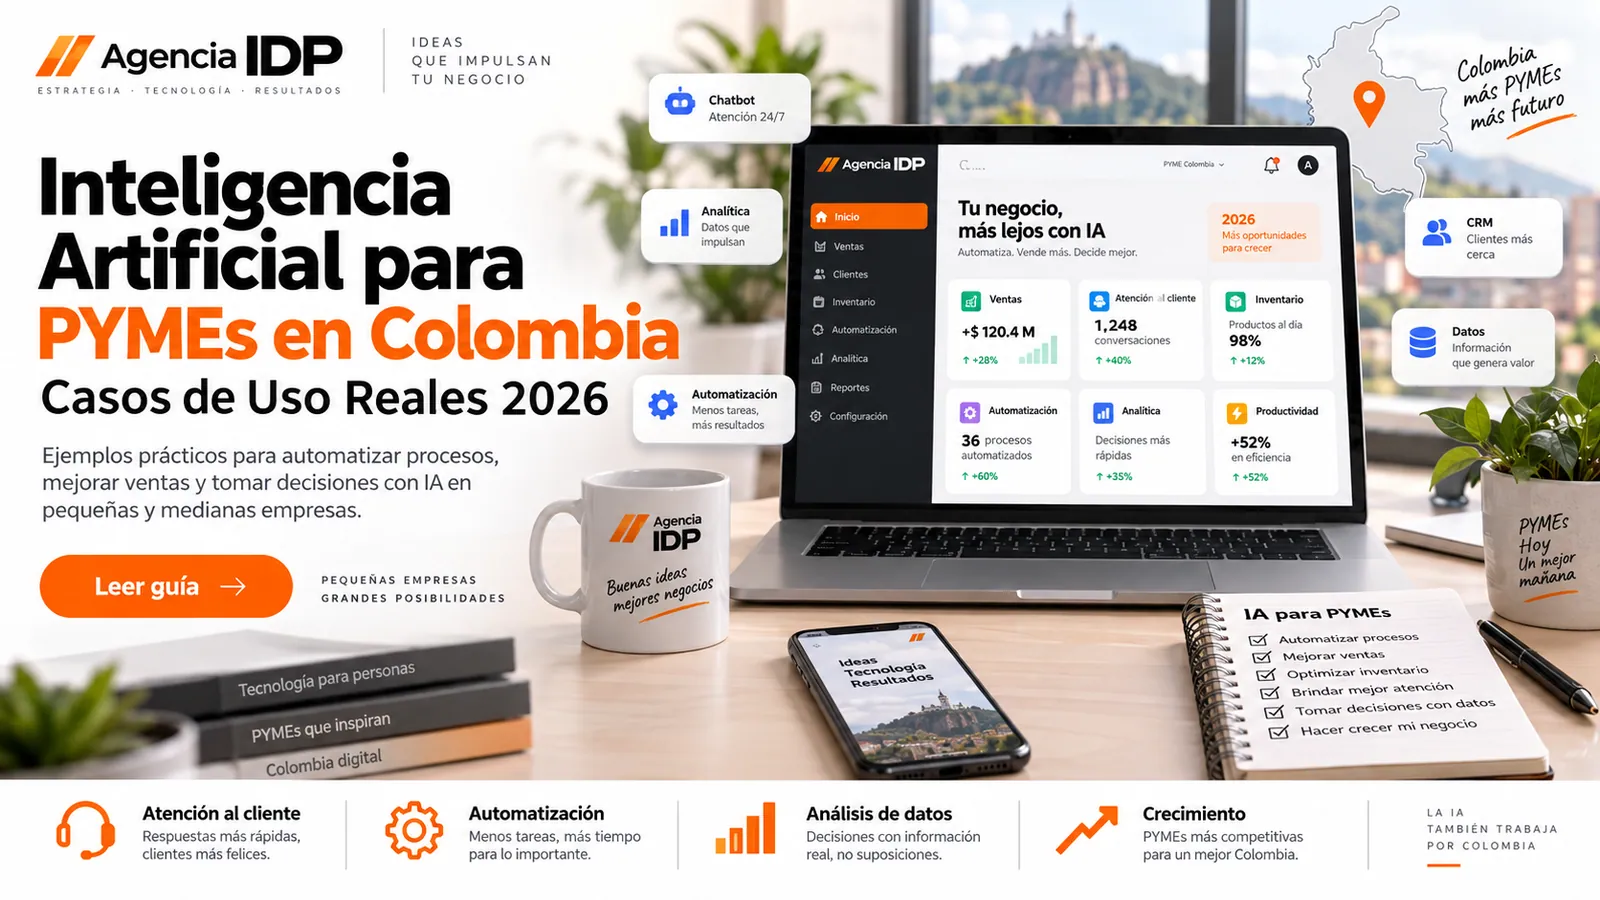 Agencia IDP
ESTRATEGIA · TECNOLOGÍA · RESULTADOS
IDEAS
QUE IMPULSAN
TU NEGOCIO
Inteligencia
Artificial para
PYMEs en Colombia
Casos de Uso Reales 2026
Ejemplos prácticos para automatizar procesos,
mejorar ventas y tomar decisiones con IA en
pequeñas y medianas empresas.
Leer guía →
PEQUEÑAS EMPRESAS
GRANDES POSIBILIDADES
Chatbot
Atención 24/7
Analítica
Datos que
impulsan
Automatización
Menos tareas,
más resultados
Agencia IDP
PYME Colombia
A
Inicio
Ventas
Clientes
Inventario
Automatización
Analítica
Reportes
Configuración
Tu negocio,
más lejos con IA
Automatiza. Vende más. Decide mejor.
2026
Más oportunidades
para crecer
Ventas
+$ 120.4 M
↑ +28%
Atención al cliente
1,248
conversaciones
↑ +40%
Inventario
Productos al día
98%
↑ +12%
Automatización
36 procesos
automatizados
↑ +60%
Analítica
Decisiones más
rápidas
↑ +35%
Productividad
+52%
en eficiencia
↑ +52%
Colombia
más PYMEs
más futuro
CRM
Clientes más
cerca
Datos
Información
que genera valor
Agencia
IDP
Buenas ideas
mejores negocios
Ideas
Tecnología
Resultados
PYMEs
Hoy
Un mejor
mañana
IA para PYMEs
Automatizar procesos
Mejorar ventas
Optimizar inventario
Brindar mejor atención
Tomar decisiones con datos
Hacer crecer mi negocio
Tecnología para personas
PYMEs que inspiran
Colombia digital
Atención al cliente
Respuestas más rápidas,
clientes más felices.
Automatización
Menos tareas, más tiempo
para lo importante.
Análisis de datos
Decisiones con información
real, no suposiciones.
Crecimiento
PYMEs más competitivas
para un mejor Colombia.
LA IA
TAMBIÉN TRABAJA
POR COLOMBIA